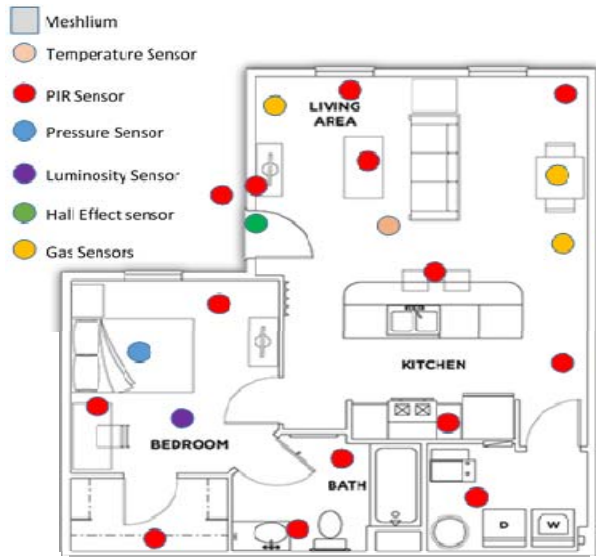 Meshlium
Temperature Sensor
PIR Sensor
Pressure Sensor
Luminosity Sensor
Hall Effect sensor
Gas Sensors
LIVING
AREA
KITCHEN
BEDROOM
BATH
D
W